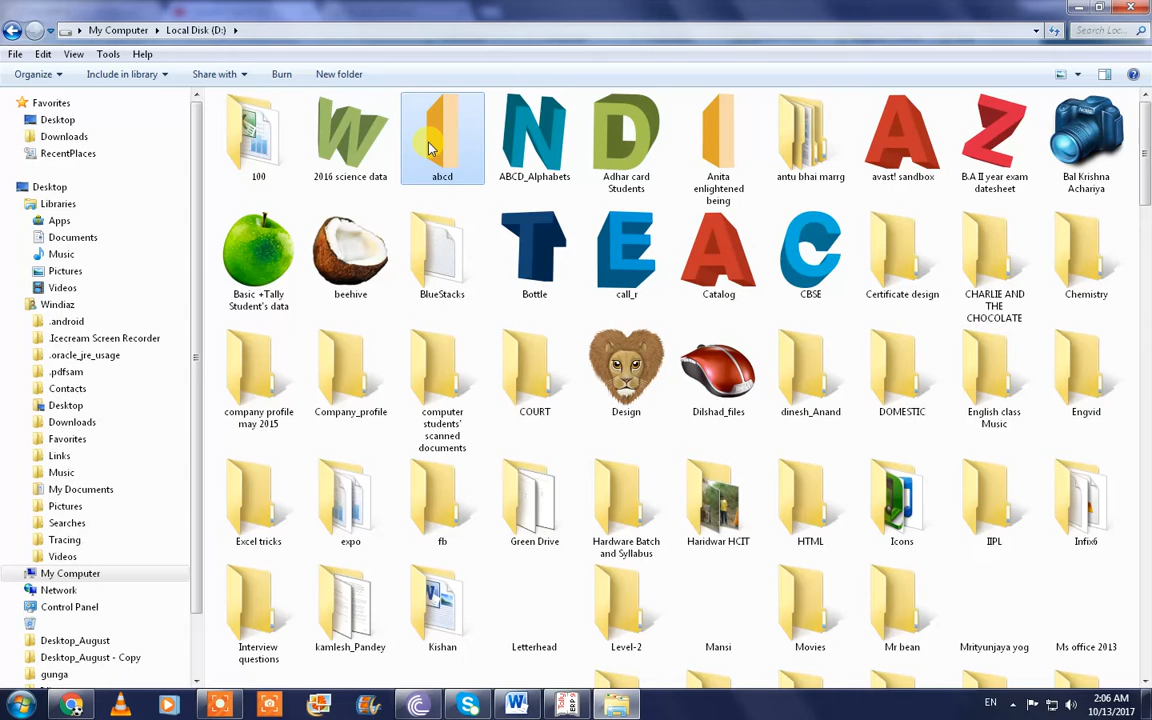 My Computer Local Disk (D:)
Search Loc...
File Edit View Tools Help
Organize Include in library Share with Burn New folder
Favorites
Desktop
Downloads
RecentPlaces
Desktop
Libraries
Apps
Documents
Music
Pictures
Videos
Windiaz
.android
.Icecream Screen Recorder
.oracle_jre_usage
.pdfsam
Contacts
Desktop
Downloads
Favorites
Links
Music
My Documents
Pictures
Searches
Tracing
Videos
My Computer
Network
Control Panel
Desktop_August
Desktop_August - Copy
gunga
W N D A Z
100
2016 science data
abcd
ABCD_Alphabets
Adhar card
Students
Anita
enlightened
being
antu bhai marrg
avast! sandbox
B.A II year exam
datesheet
Bal Krishna
Achariya
T E A C
Basic +Tally
Student's data
beehive
BlueStacks
Bottle
call_r
Catalog
CBSE
Certificate design
CHARLIE AND
THE
CHOCOLATE
Chemistry
company profile
may 2015
Company_profile
computer
students'
scanned
documents
COURT
Design
Dilshad_files
dinesh_Anand
DOMESTIC
English class
Music
Engvid
Excel tricks
expo
fb
Green Drive
Hardware Batch
and Syllabus
Haridwar HCIT
HTML
Icons
IIPL
Infix6
Interview
questions
kamlesh_Pandey
Kishan
Letterhead
Level-2
Mansi
Movies
Mr bean
Mrityunjaya yog
Ms office 2013
EN
2:06 AM
10/13/2017